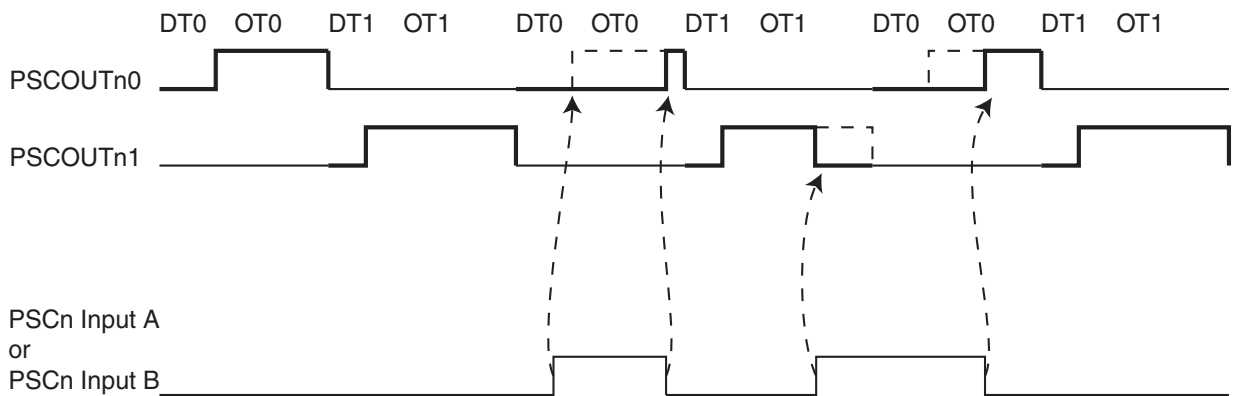 DT0 OT0 DT1 OT1 DT0 OT0 DT1 OT1 DT0 OT0 DT1 OT1
PSCOUTn0
PSCOUTn1
PSCn Input A
or
PSCn Input B